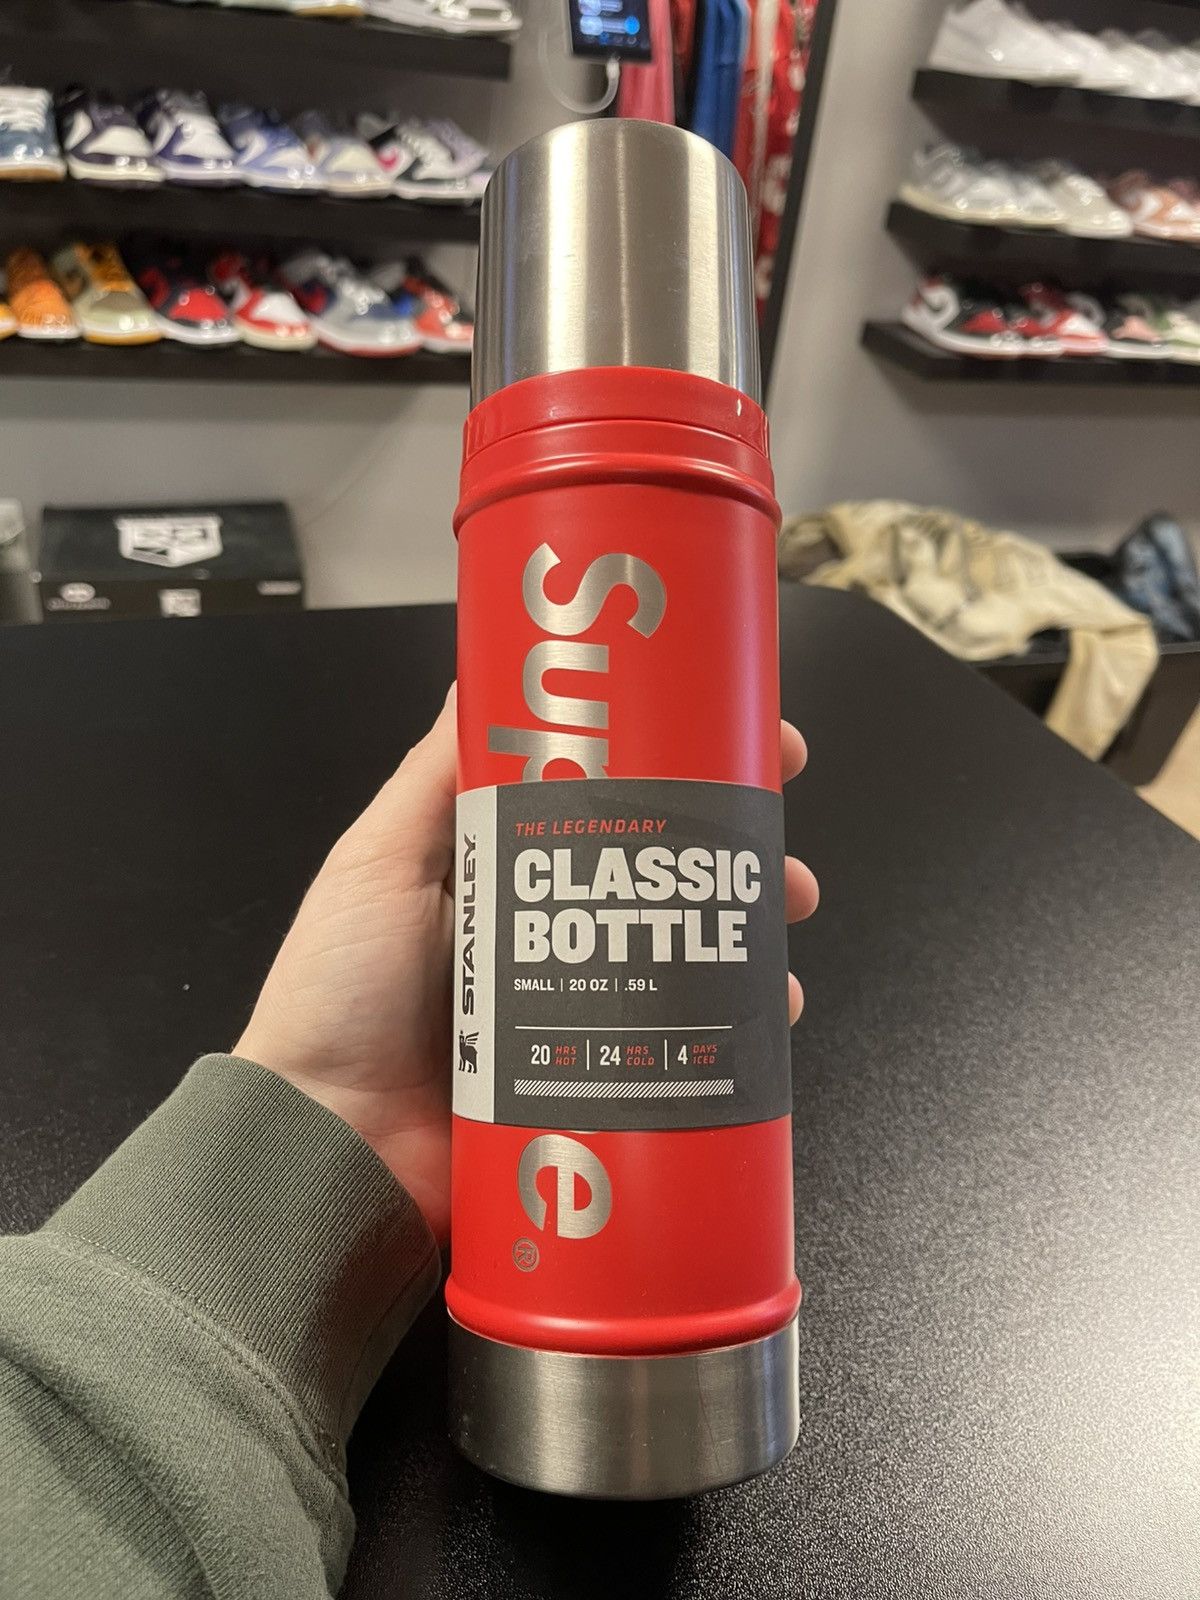 Sup
e
®
STANLEY
THE LEGENDARY
CLASSIC
BOTTLE
SMALL | 20 OZ | .59 L
20 HRS HOT | 24 HRS COLD | 4 DAYS ICED